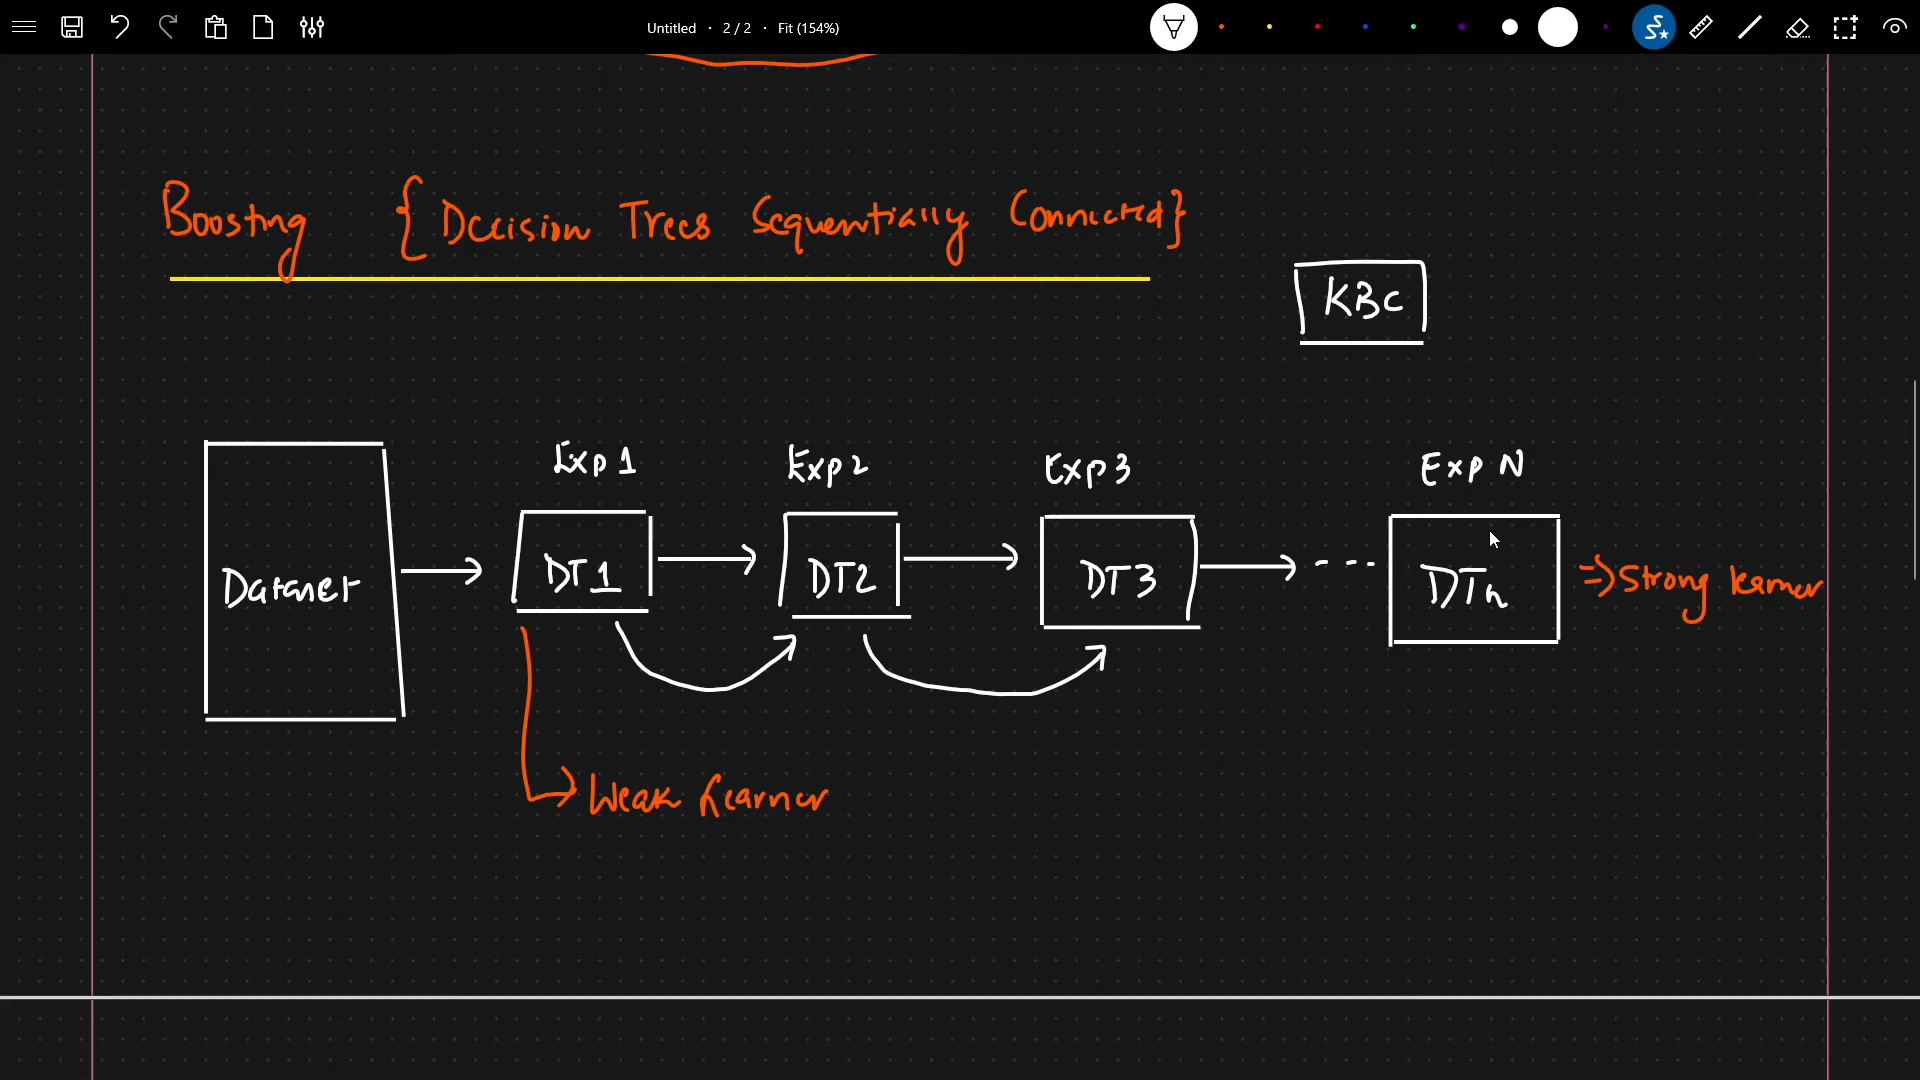 Untitled · 2 / 2 · Fit (154%)
Boosting { Decision Trees Sequentially Connected }
KBC
Exp 1 Exp 2 Exp 3 Exp N
Dataset DT1 DT2 DT3 DTn ⇒ Strong learner
Weak Learner